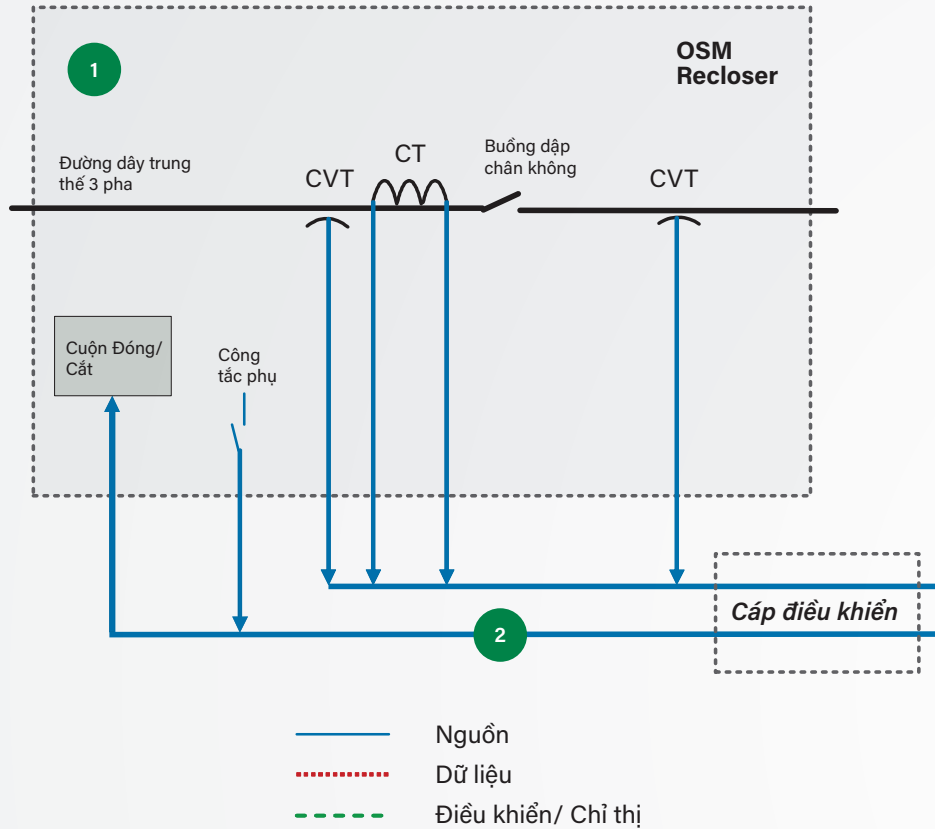 1
OSM
Recloser
Đường dây trung
thế 3 pha
CVT
CT
Buồng dập
chân không
CVT
Cuộn Đóng/
Cắt
Công
tắc phụ
Cáp điều khiển
2
Nguồn
Dữ liệu
Điều khiển/ Chỉ thị